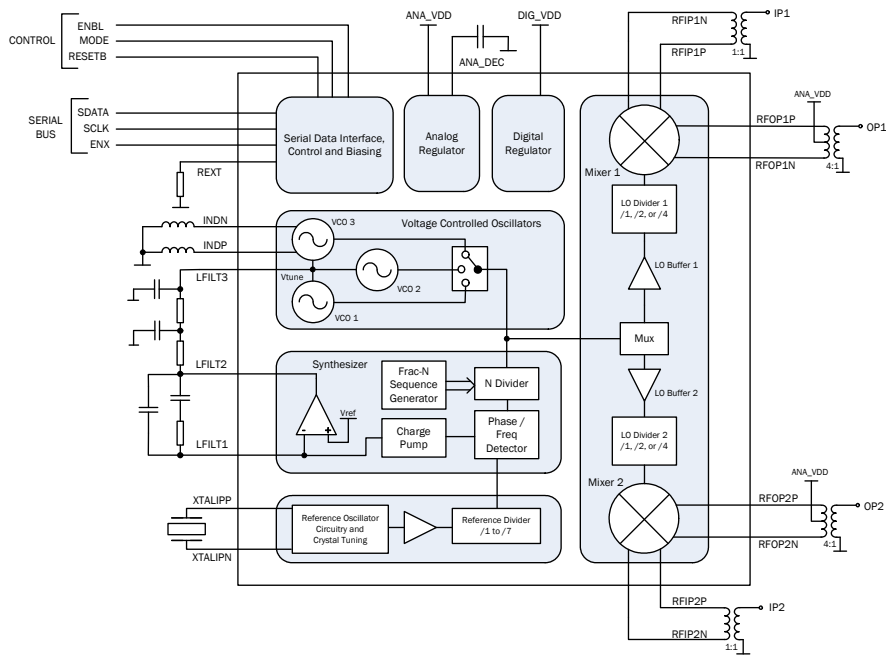 CONTROL
ENBL
MODE
RESETB
ANA_VDD
DIG_VDD
ANA_DEC
RFIP1N
IP1
RFIP1P
1:1
SERIAL
BUS
SDATA
SCLK
ENX
REXT
Serial Data Interface,
Control and Biasing
Analog
Regulator
Digital
Regulator
Mixer 1
ANA_VDD
RFOP1P
OP1
RFOP1N
4:1
LO Divider 1
/1, /2, or /4
LO Buffer 1
INDN
INDP
VCO 3
Voltage Controlled Oscillators
LFILT3
Vtune
VCO 2
VCO 1
Mux
LFILT2
Synthesizer
Frac-N
Sequence
Generator
N Divider
LO Buffer 2
Vref
-
+
Charge
Pump
Phase /
Freq
Detector
LO Divider 2
/1, /2, or /4
LFILT1
Mixer 2
ANA_VDD
RFOP2P
OP2
RFOP2N
4:1
XTALIPP
Reference Oscillator
Circuitry and
Crystal Tuning
Reference Divider
/1 to /7
XTALIPN
RFIP2P
IP2
RFIP2N
1:1